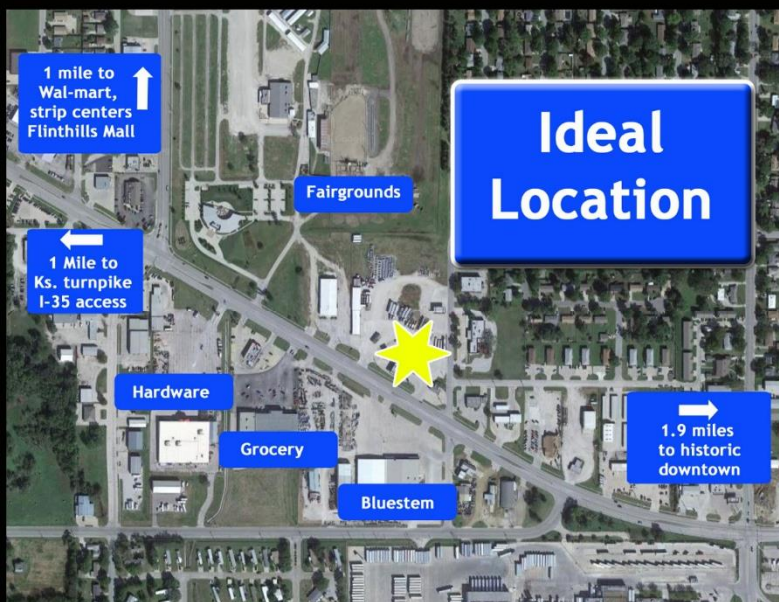 1 mile to
Wal-mart,
strip centers
Flinthills Mall
Ideal
Location
Fairgrounds
1 Mile to
Ks. turnpike
I-35 access
Hardware
Grocery
Bluestem
1.9 miles
to historic
downtown